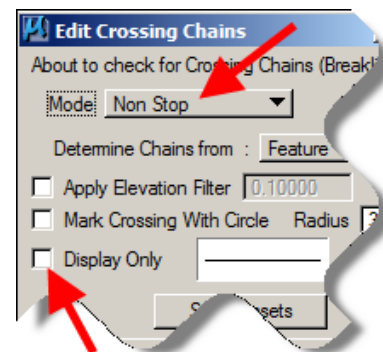 Edit Crossing Chains
About to check for Crossing Chains
Mode Non Stop
Determine Chains from : Feature
Apply Elevation Filter 0.10000
Mark Crossing With Circle Radius
Display Only